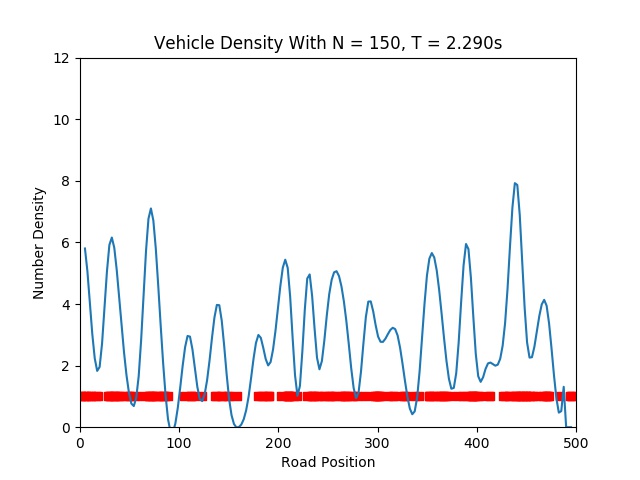 Vehicle Density With N = 150, T = 2.290s
12
10
8
6
4
2
0
Number Density
0 100 200 300 400 500
Road Position